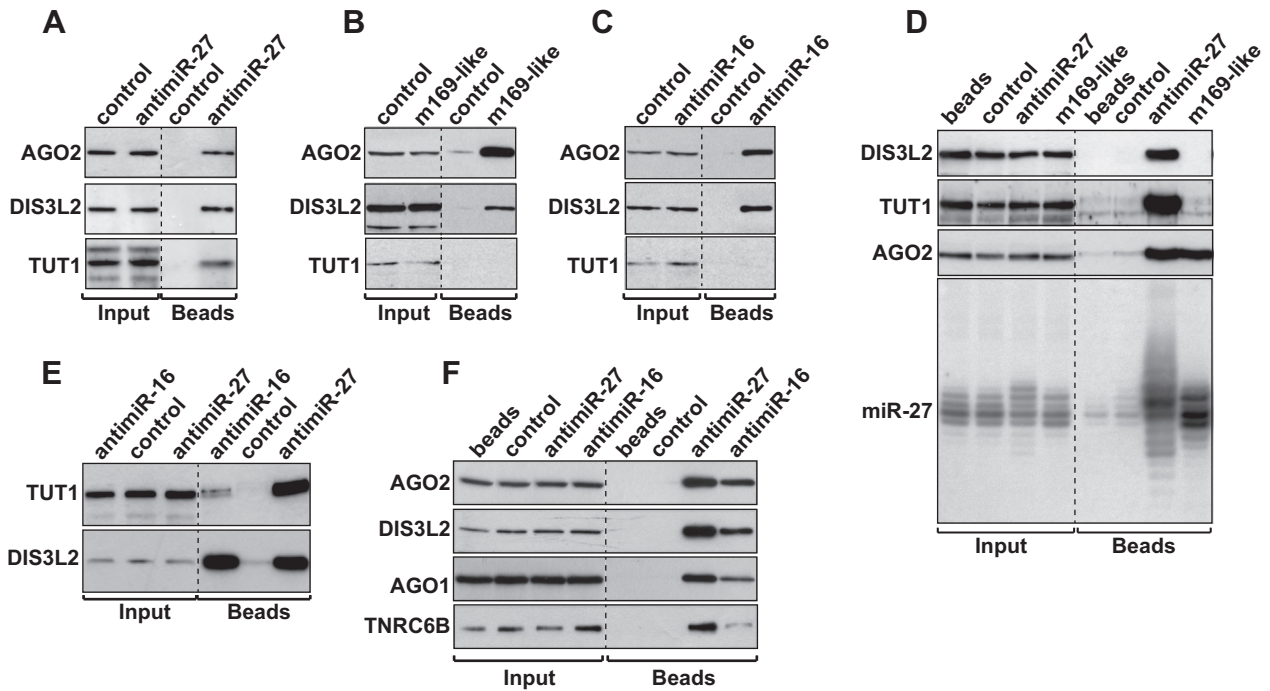 A
control
antimiR-27
control
antimiR-27
AGO2
DIS3L2
TUT1
Input
Beads
B
control
m169-like
control
m169-like
AGO2
DIS3L2
TUT1
Input
Beads
C
control
antimiR-16
control
antimiR-16
AGO2
DIS3L2
TUT1
Input
Beads
D
beads
control
antimiR-27
m169-like
beads
control
antimiR-27
m169-like
DIS3L2
TUT1
AGO2
miR-27
Input
Beads
E
antimiR-16
control
antimiR-27
antimiR-16
control
antimiR-27
TUT1
DIS3L2
Input
Beads
F
beads
control
antimiR-27
antimiR-16
beads
control
antimiR-27
antimiR-16
AGO2
DIS3L2
AGO1
TNRC6B
Input
Beads